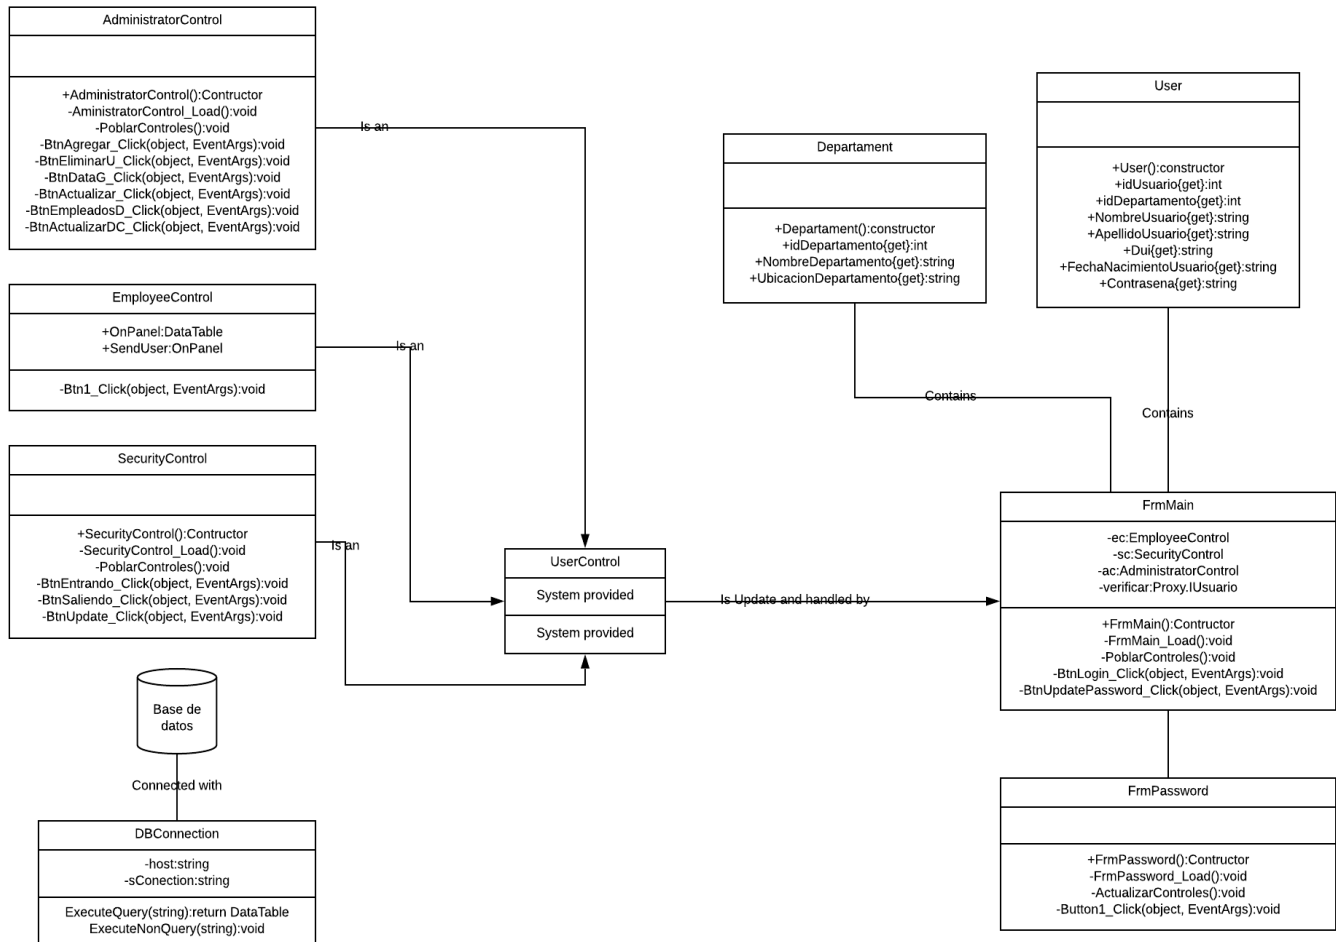 AdministratorControl
+AdministratorControl():Contructor
-AministratorControl_Load():void
-PoblarControles():void
-BtnAgregar_Click(object, EventArgs):void
-BtnEliminarU_Click(object, EventArgs):void
-BtnDataG_Click(object, EventArgs):void
-BtnActualizar_Click(object, EventArgs):void
-BtnEmpleadosD_Click(object, EventArgs):void
-BtnActualizarDC_Click(object, EventArgs):void
Is an
EmployeeControl
+OnPanel:DataTable
+SendUser:OnPanel
-Btn1_Click(object, EventArgs):void
Is an
SecurityControl
+SecurityControl():Contructor
-SecurityControl_Load():void
-PoblarControles():void
-BtnEntrando_Click(object, EventArgs):void
-BtnSaliendo_Click(object, EventArgs):void
-BtnUpdate_Click(object, EventArgs):void
Is an
Base de
datos
Connected with
DBConnection
-host:string
-sConection:string
ExecuteQuery(string):return DataTable
ExecuteNonQuery(string):void
UserControl
System provided
System provided
Is Update and handled by
Departament
+Departament():constructor
+idDepartamento{get}:int
+NombreDepartamento{get}:string
+UbicacionDepartamento{get}:string
Contains
User
+User():constructor
+idUsuario{get}:int
+idDepartamento{get}:int
+NombreUsuario{get}:string
+ApellidoUsuario{get}:string
+Dui{get}:string
+FechaNacimientoUsuario{get}:string
+Contrasena{get}:string
Contains
FrmMain
-ec:EmployeeControl
-sc:SecurityControl
-ac:AdministratorControl
-verificar:Proxy.IUsuario
+FrmMain():Contructor
-FrmMain_Load():void
-PoblarControles():void
-BtnLogin_Click(object, EventArgs):void
-BtnUpdatePassword_Click(object, EventArgs):void
FrmPassword
+FrmPassword():Contructor
-FrmPassword_Load():void
-ActualizarControles():void
-Button1_Click(object, EventArgs):void